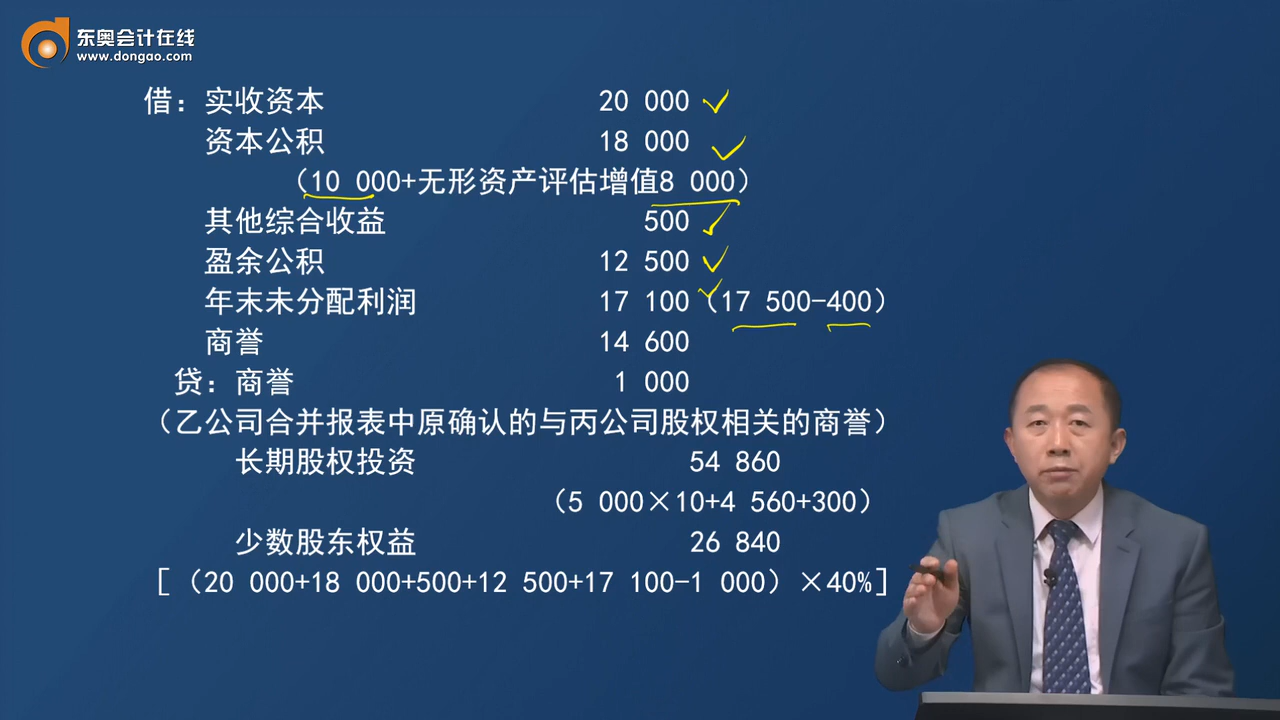 东奥会计在线
www.dongao.com
借：实收资本 20 000
资本公积 18 000
（10 000+无形资产评估增值8 000）
其他综合收益 500
盈余公积 12 500
年末未分配利润 17 100（17 500-400）
商誉 14 600
贷：商誉 1 000
（乙公司合并报表中原确认的与丙公司股权相关的商誉）
长期股权投资 54 860
（5 000×10+4 560+300）
少数股东权益 26 840
[（20 000+18 000+500+12 500+17 100-1 000）×40%]